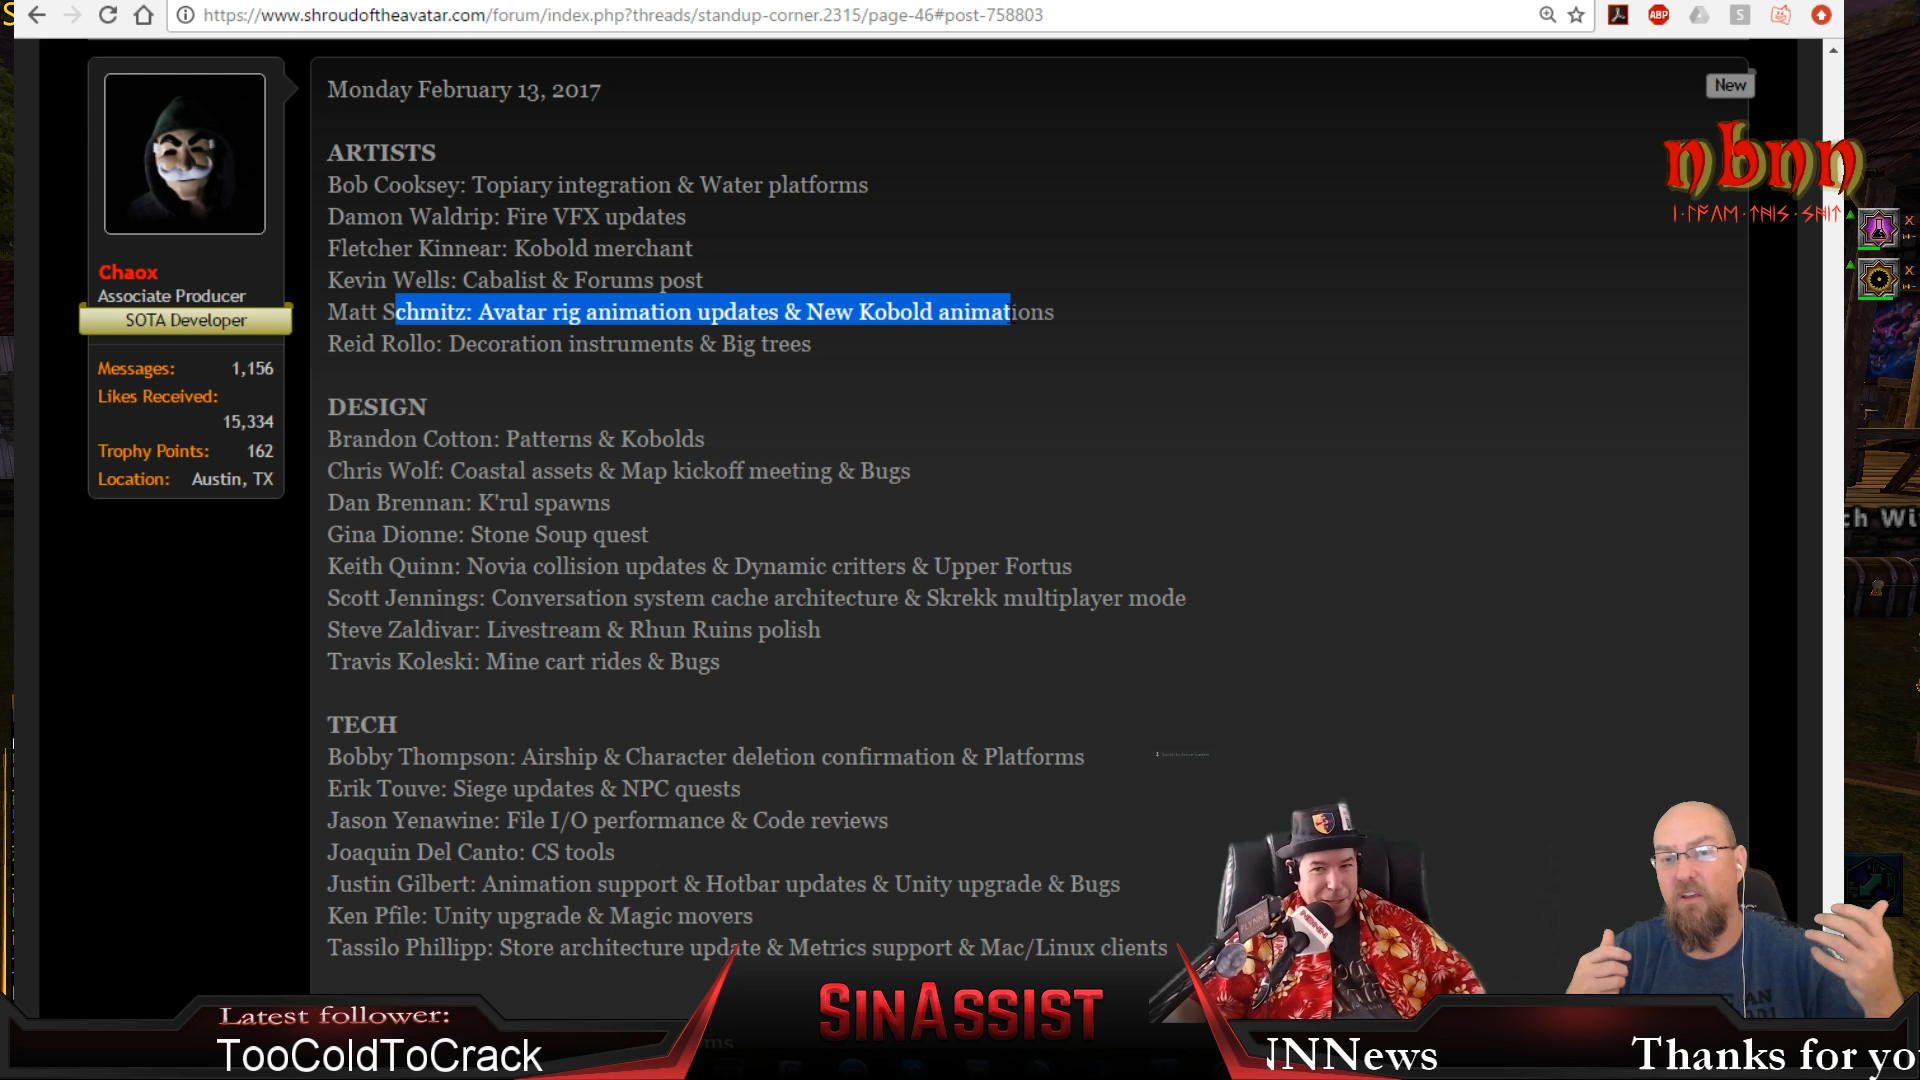 https://www.shroudoftheavatar.com/forum/index.php?threads/standup-corner.2315/page-46#post-758803
ABP
S
Monday February 13, 2017
New
ARTISTS
Bob Cooksey: Topiary integration & Water platforms
Damon Waldrip: Fire VFX updates
Fletcher Kinnear: Kobold merchant
Kevin Wells: Cabalist & Forums post
Matt Schmitz: Avatar rig animation updates & New Kobold animations
Reid Rollo: Decoration instruments & Big trees
Chaox
Associate Producer
SOTA Developer
Messages: 1,156
Likes Received:
15,334
Trophy Points: 162
Location: Austin, TX
DESIGN
Brandon Cotton: Patterns & Kobolds
Chris Wolf: Coastal assets & Map kickoff meeting & Bugs
Dan Brennan: K'rul spawns
Gina Dionne: Stone Soup quest
Keith Quinn: Novia collision updates & Dynamic critters & Upper Fortus
Scott Jennings: Conversation system cache architecture & Skrekk multiplayer mode
Steve Zaldivar: Livestream & Rhun Ruins polish
Travis Koleski: Mine cart rides & Bugs
TECH
Bobby Thompson: Airship & Character deletion confirmation & Platforms
Erik Touve: Siege updates & NPC quests
Jason Yenawine: File I/O performance & Code reviews
Joaquin Del Canto: CS tools
Justin Gilbert: Animation support & Hotbar updates & Unity upgrade & Bugs
Ken Pfile: Unity upgrade & Magic movers
Tassilo Phillipp: Store architecture update & Metrics support & Mac/Linux clients
nbnn
Latest follower:
TooColdToCrack
SINASSIST
NNews
Thanks for yo